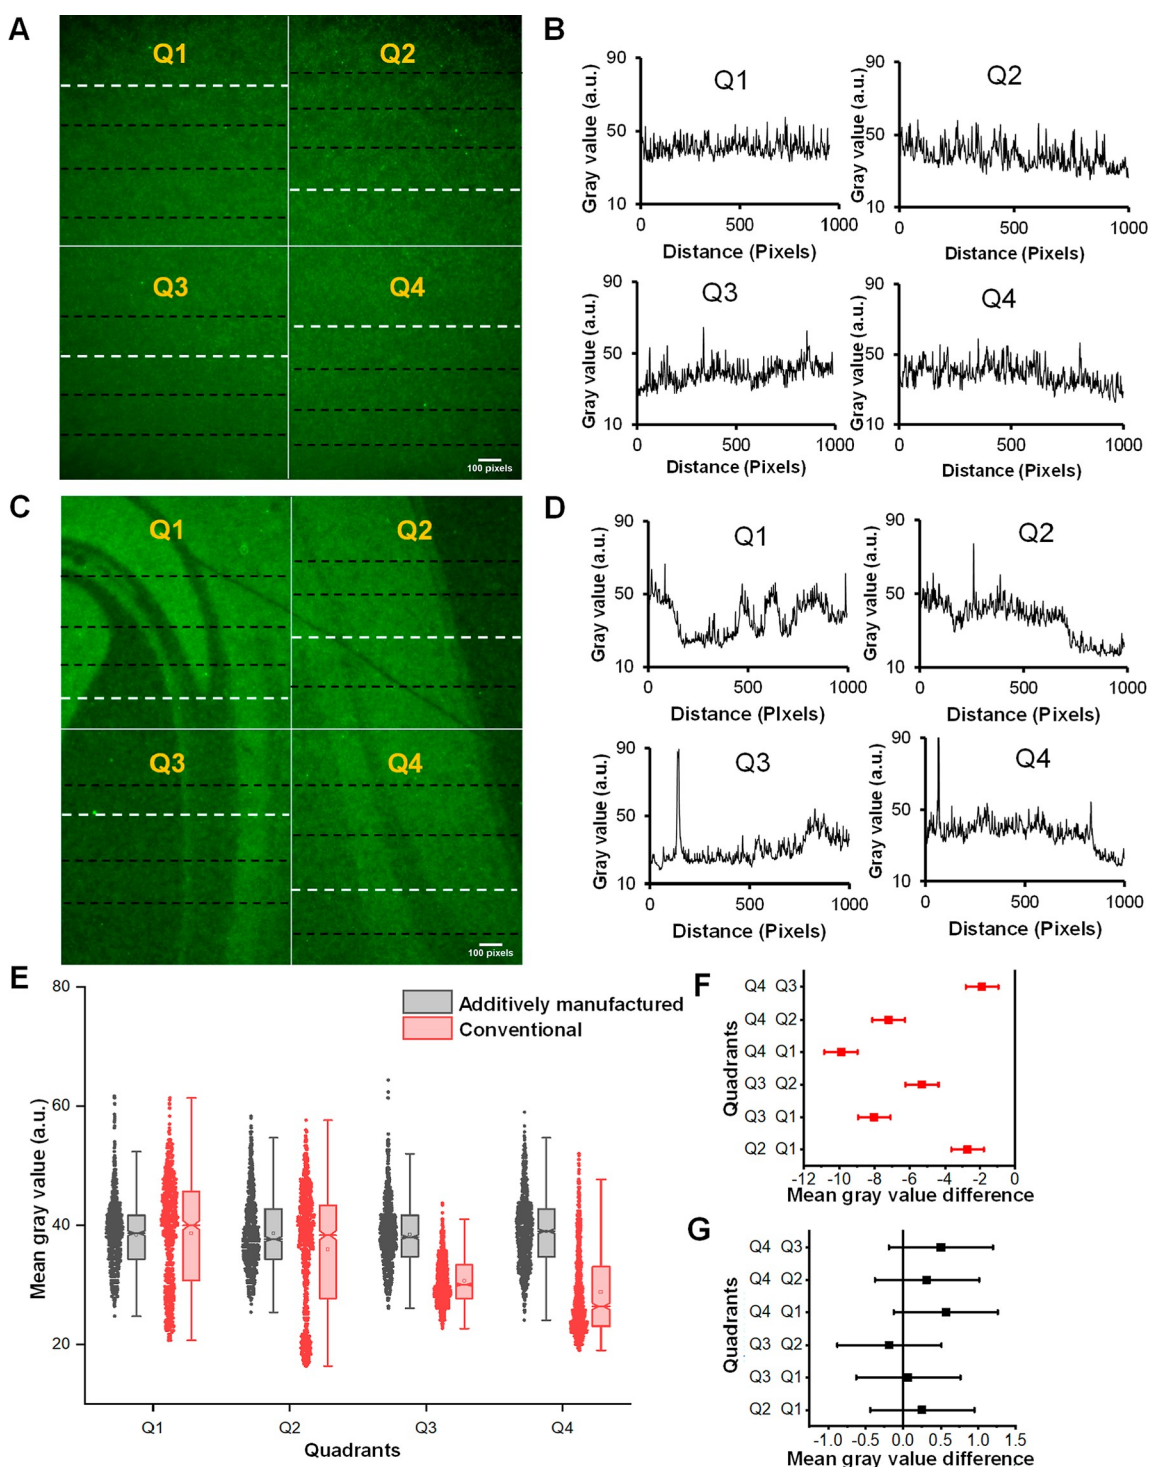 A
Q1
Q2
Q3
Q4
100 pixels
B
Q1
Gray value (a.u.)
90
50
10
0
500
1000
Distance (Pixels)
Q2
Gray value (a.u.)
90
50
10
0
500
1000
Distance (Pixels)
Q3
Gray value (a.u.)
90
50
10
0
500
1000
Distance (Pixels)
Q4
Gray value (a.u.)
90
50
10
0
500
1000
Distance (Pixels)
C
Q1
Q2
Q3
Q4
100 pixels
D
Q1
Gray value (a.u.)
90
50
10
0
500
1000
Distance (PIxels)
Q2
Gray value (a.u.)
90
50
10
0
500
1000
Distance (Pixels)
Q3
Gray value (a.u.)
90
50
10
0
500
1000
Distance (Pixels)
Q4
Gray value (a.u.)
90
50
10
0
500
1000
Distance (Pixels)
E
Additively manufactured
Conventional
Mean gray value (a.u.)
80
60
40
20
Q1
Q2
Q3
Q4
Quadrants
F
Quadrants
Q4 Q3
Q4 Q2
Q4 Q1
Q3 Q2
Q3 Q1
Q2 Q1
-12 -10 -8 -6 -4 -2 0
Mean gray value difference
G
Quadrants
Q4 Q3
Q4 Q2
Q4 Q1
Q3 Q2
Q3 Q1
Q2 Q1
-1.0 -0.5 0.0 0.5 1.0 1.5
Mean gray value difference